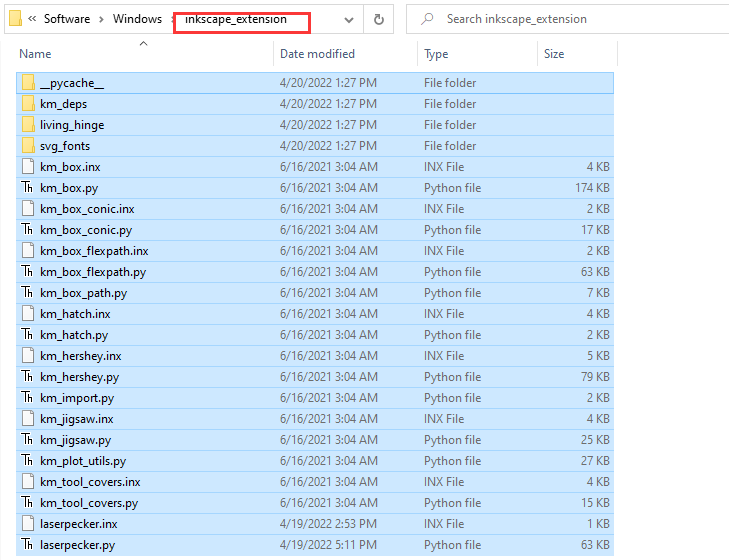 « Software › Windows › inkscape_extension Search inkscape_extension
Name Date modified Type Size
__pycache__ 4/20/2022 1:27 PM File folder
km_deps 4/20/2022 1:27 PM File folder
living_hinge 4/20/2022 1:27 PM File folder
svg_fonts 4/20/2022 1:27 PM File folder
km_box.inx 6/16/2021 3:04 AM INX File 4 KB
km_box.py 6/16/2021 3:04 AM Python file 174 KB
km_box_conic.inx 6/16/2021 3:04 AM INX File 2 KB
km_box_conic.py 6/16/2021 3:04 AM Python file 17 KB
km_box_flexpath.inx 6/16/2021 3:04 AM INX File 2 KB
km_box_flexpath.py 6/16/2021 3:04 AM Python file 63 KB
km_box_path.py 6/16/2021 3:04 AM Python file 7 KB
km_hatch.inx 6/16/2021 3:04 AM INX File 4 KB
km_hatch.py 6/16/2021 3:04 AM Python file 2 KB
km_hershey.inx 6/16/2021 3:04 AM INX File 5 KB
km_hershey.py 6/16/2021 3:04 AM Python file 79 KB
km_import.py 6/16/2021 3:04 AM Python file 2 KB
km_jigsaw.inx 6/16/2021 3:04 AM INX File 4 KB
km_jigsaw.py 6/16/2021 3:04 AM Python file 25 KB
km_plot_utils.py 6/16/2021 3:04 AM Python file 27 KB
km_tool_covers.inx 6/16/2021 3:04 AM INX File 4 KB
km_tool_covers.py 6/16/2021 3:04 AM Python file 15 KB
laserpecker.inx 4/19/2022 2:53 PM INX File 1 KB
laserpecker.py 4/19/2022 5:11 PM Python file 63 KB